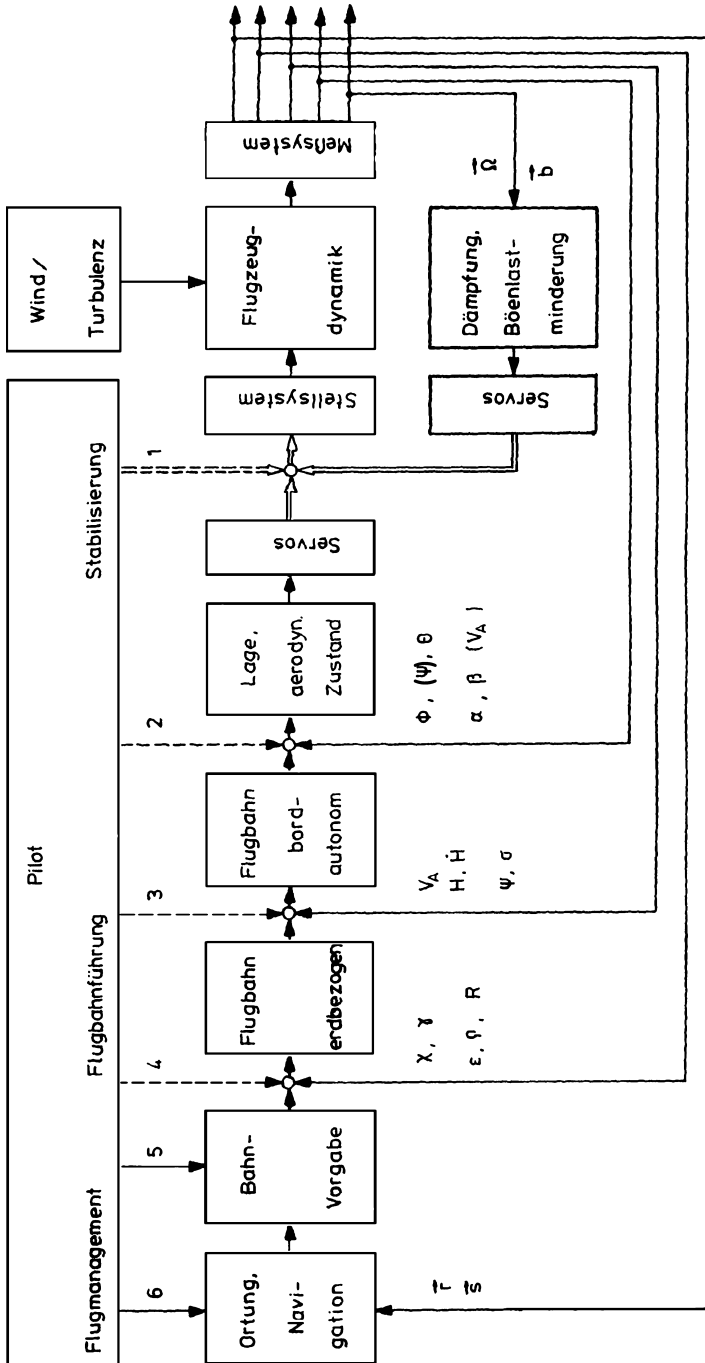 Pilot
Flugmanagement
Flugbahnführung
Stabilisierung
6
5
4
3
2
1
Wind/
Turbulenz
Ortung,
Navi-
gation
Bahn-
Vorgabe
Flugbahn
erdbezogen
Flugbahn
bord-
autonom
Lage,
aerodyn.
Zustand
Servos
Stellsystem
Flugzeug-
dynamik
Meßsystem
Servos
Dämpfung,
Böenlast-
minderung
r⃗
s⃗
χ, γ
ε, ρ, R
V_A
H, Ḣ
Ψ, σ
Φ, (Ψ), Θ
α, β (V_A)
Ω⃗
b⃗